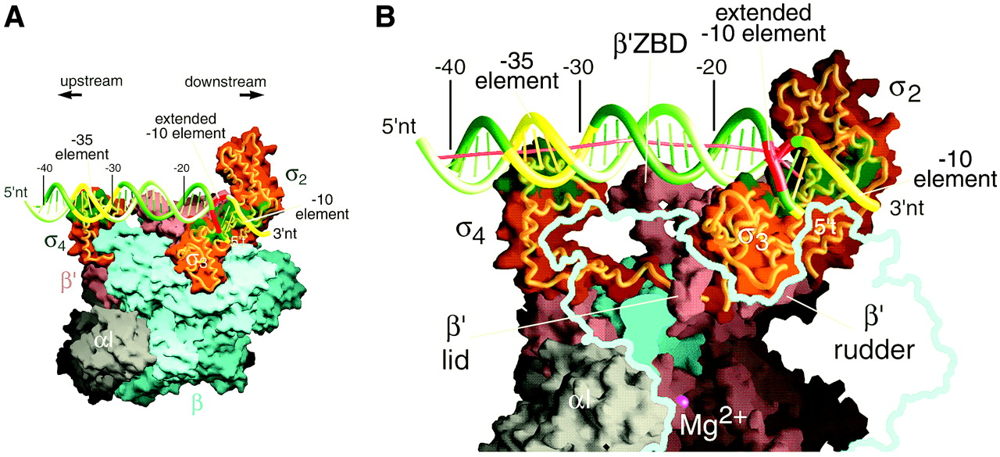 A
upstream
downstream
extended
-10 element
-35
element
-40
-30
-20
5'nt
σ2
-10
element
3'nt
σ4
σ3
5't
β'
αI
β
B
extended
-10 element
β'ZBD
-35
element
-40
-30
-20
σ2
5'nt
-10
element
3'nt
σ4
σ3
5't
β'
lid
β'
rudder
αI
Mg2+